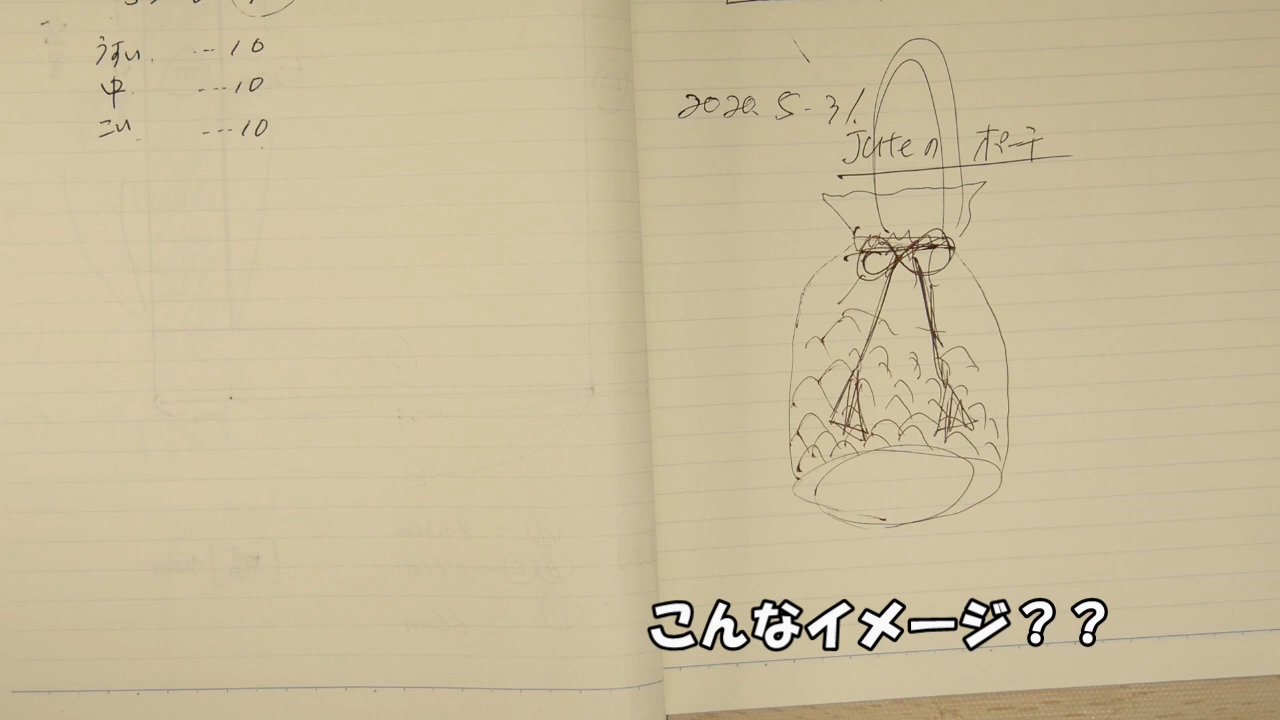 うすい … 10
中 … 10
こい … 10
2020. 5-31.
Juteの ポーチ
こんなイメージ？？